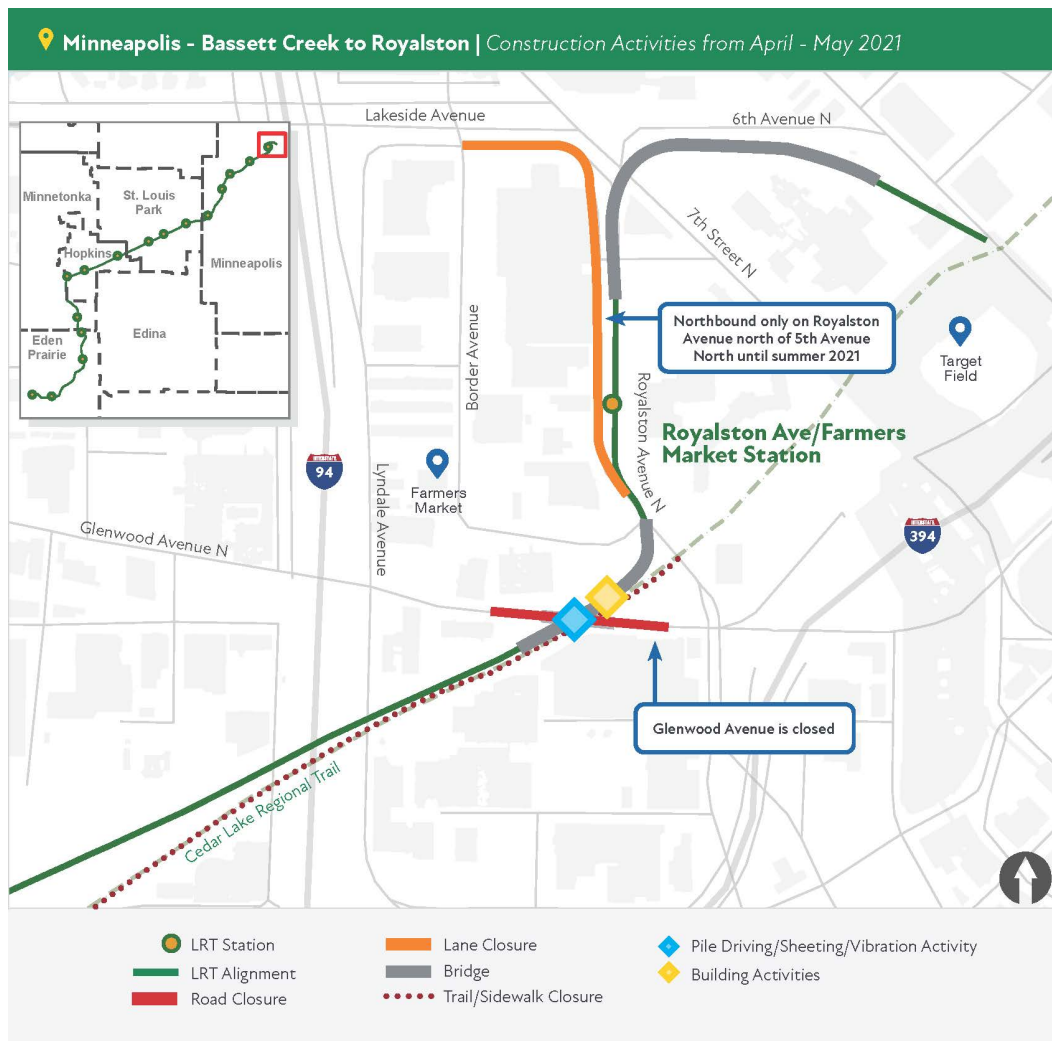 Minneapolis - Bassett Creek to Royalston | Construction Activities from April - May 2021
Lakeside Avenue
6th Avenue N
7th Street N
Minnetonka
St. Louis
Park
Hopkins
Minneapolis
Eden
Prairie
Edina
Border Avenue
Northbound only on Royalston
Avenue north of 5th Avenue
North until summer 2021
Target
Field
Royalston Avenue N
Royalston Ave/Farmers
Market Station
INTERSTATE
94
Lyndale Avenue
Farmers
Market
Glenwood Avenue N
INTERSTATE
394
Glenwood Avenue is closed
Cedar Lake Regional Trail
LRT Station
LRT Alignment
Road Closure
Lane Closure
Bridge
Trail/Sidewalk Closure
Pile Driving/Sheeting/Vibration Activity
Building Activities